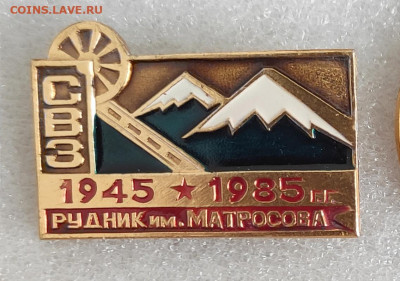 COINS.LAVE.RU
СВЗ
1945 ★ 1985 г.г.
РУДНИК им. МАТРОСОВА